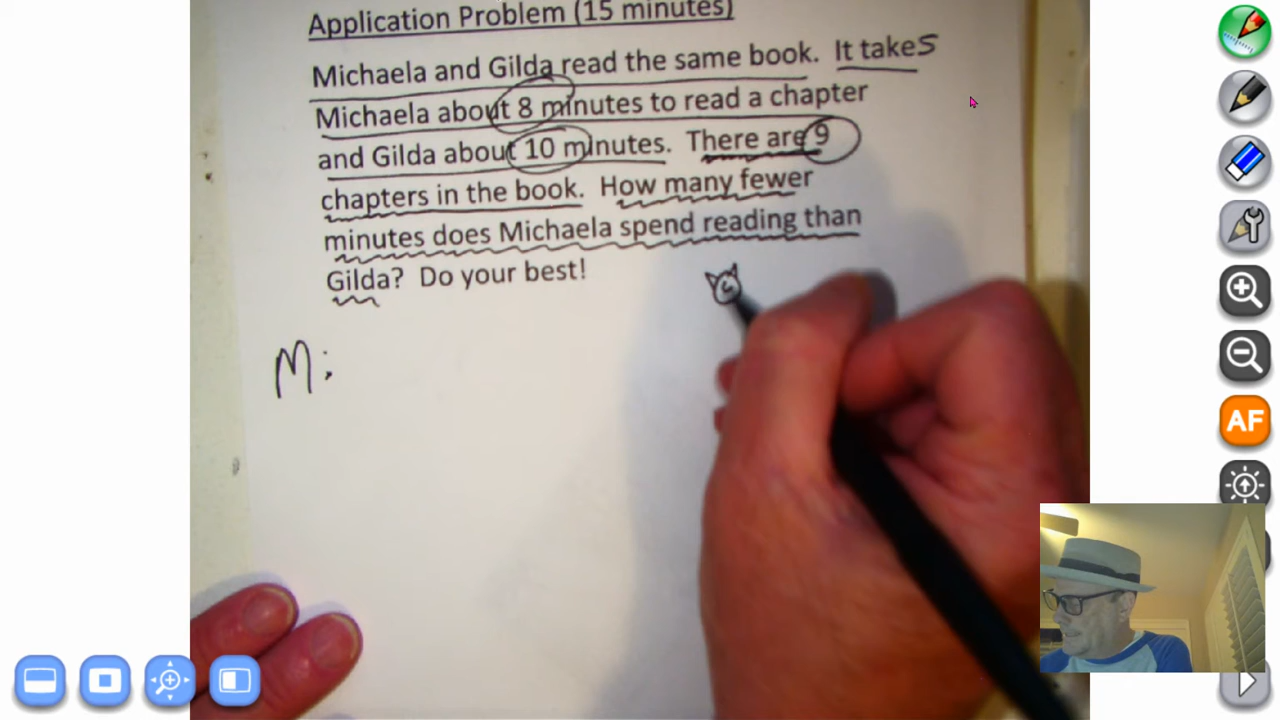 Application Problem (15 minutes)
Michaela and Gilda read the same book. It takes
Michaela about 8 minutes to read a chapter
and Gilda about 10 minutes. There are 9
chapters in the book. How many fewer
minutes does Michaela spend reading than
Gilda? Do your best!
M:
AF